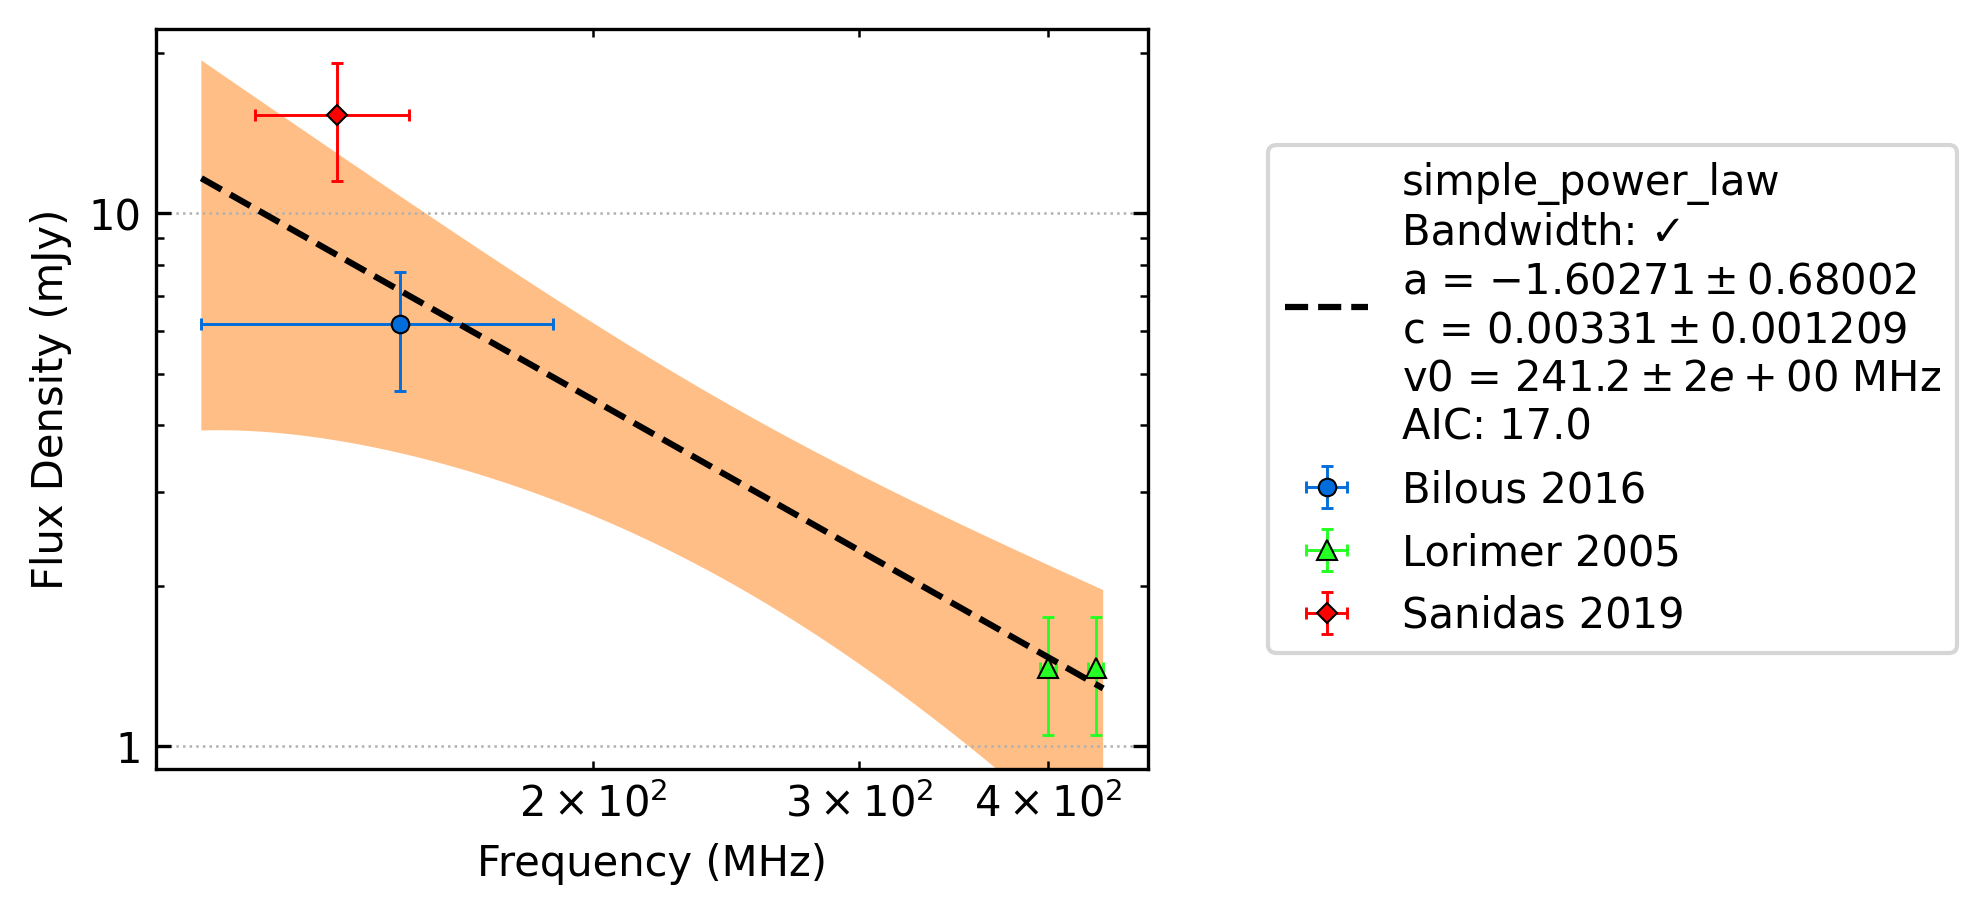 Flux Density (mJy)
10
1
2 × 10²
3 × 10²
4 × 10²
Frequency (MHz)
simple_power_law
Bandwidth: ✓
a = −1.60271 ± 0.68002
c = 0.00331 ± 0.001209
v0 = 241.2 ± 2e + 00 MHz
AIC: 17.0
Bilous 2016
Lorimer 2005
Sanidas 2019